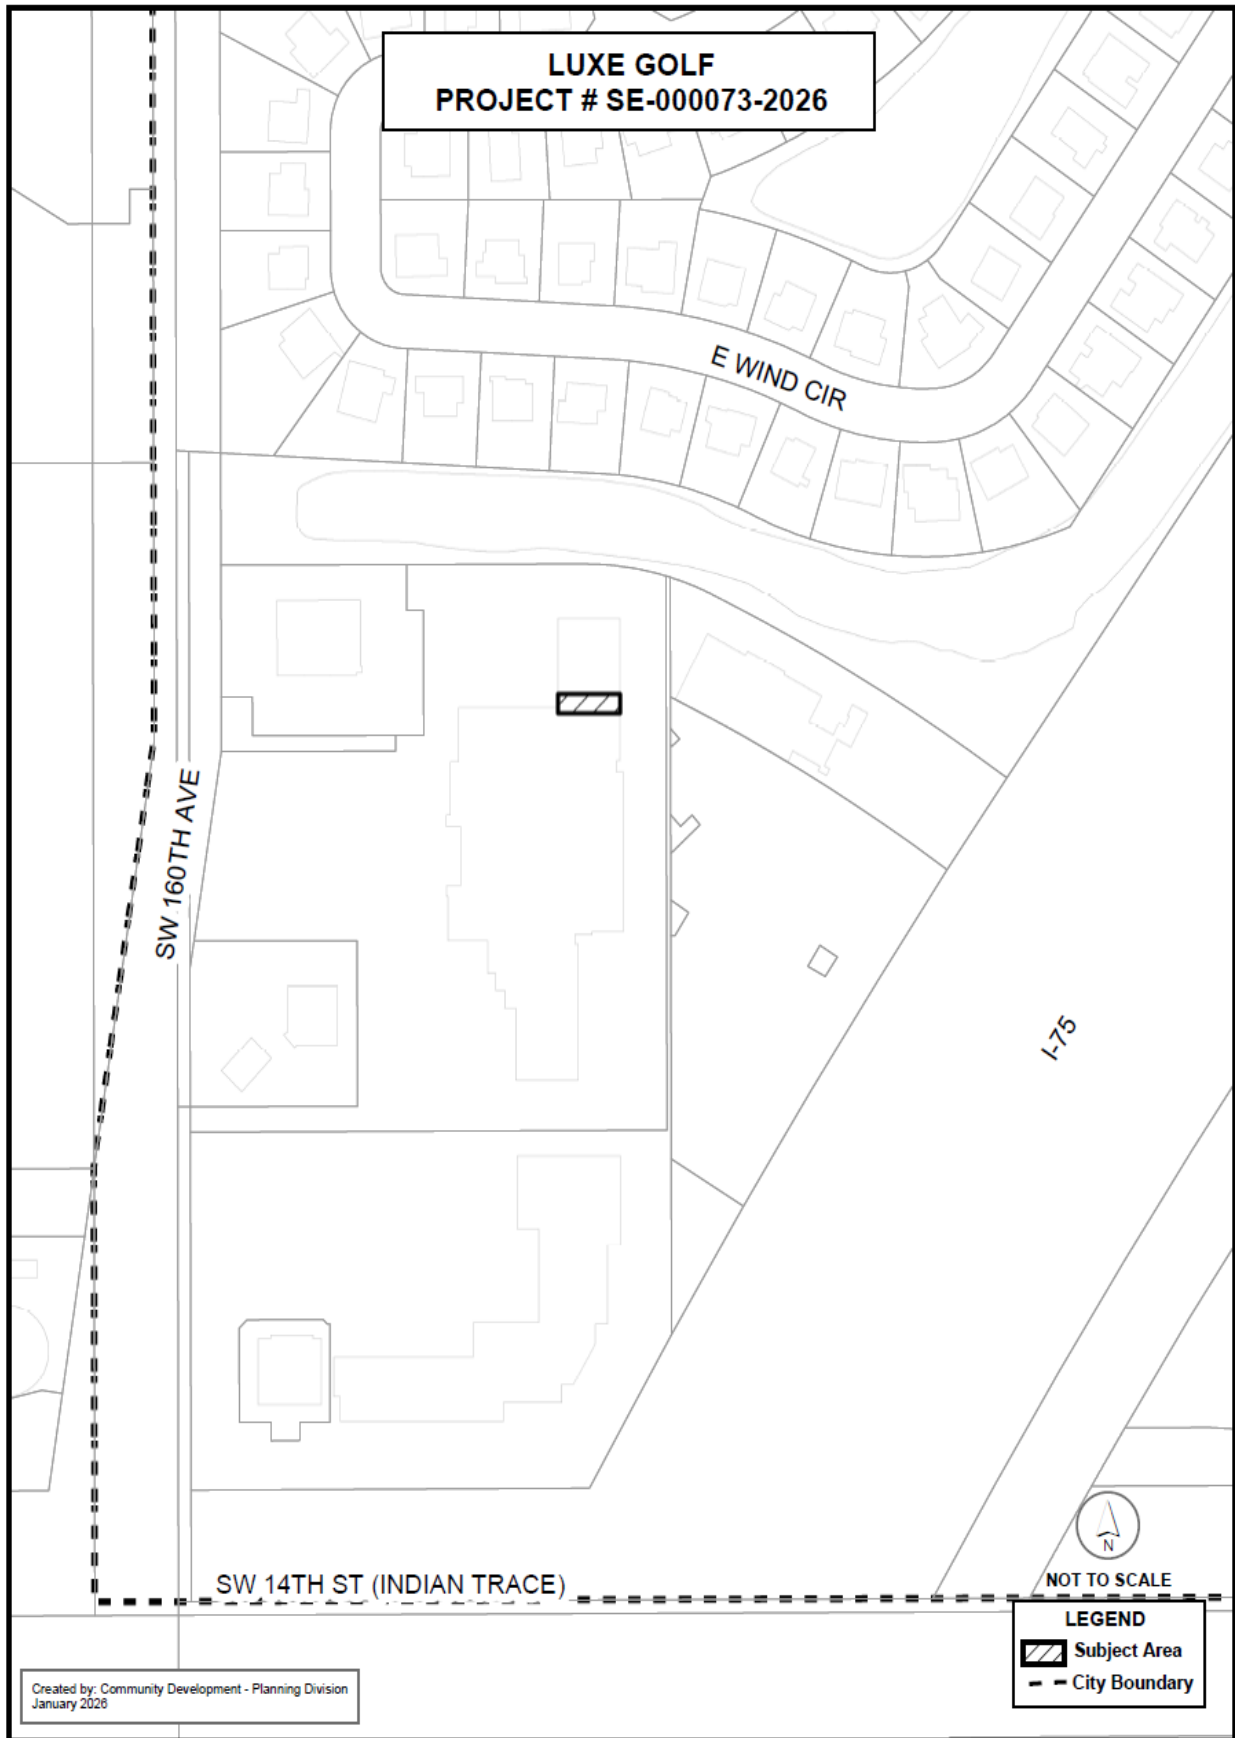 LUXE GOLF
PROJECT # SE-000073-2026
E WIND CIR
SW 160TH AVE
I-75
N
NOT TO SCALE
SW 14TH ST (INDIAN TRACE)
LEGEND
Subject Area
City Boundary
Created by: Community Development - Planning Division
January 2026